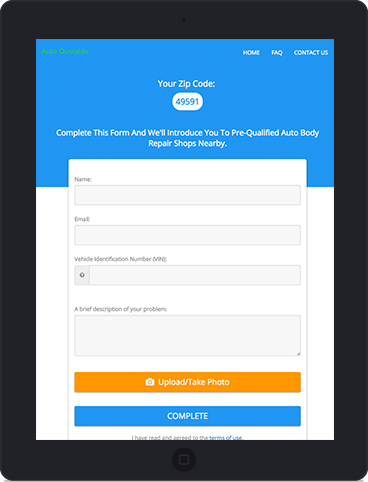 HOME FAQ CONTACT US
Your Zip Code:
49591
Complete This Form And We'll Introduce You To Pre-Qualified Auto Body
Repair Shops Nearby.
Name:
Email:
Vehicle Identification Number (VIN):
A brief description of your problem:
Upload/Take Photo
COMPLETE
I have read and agreed to the terms of use.